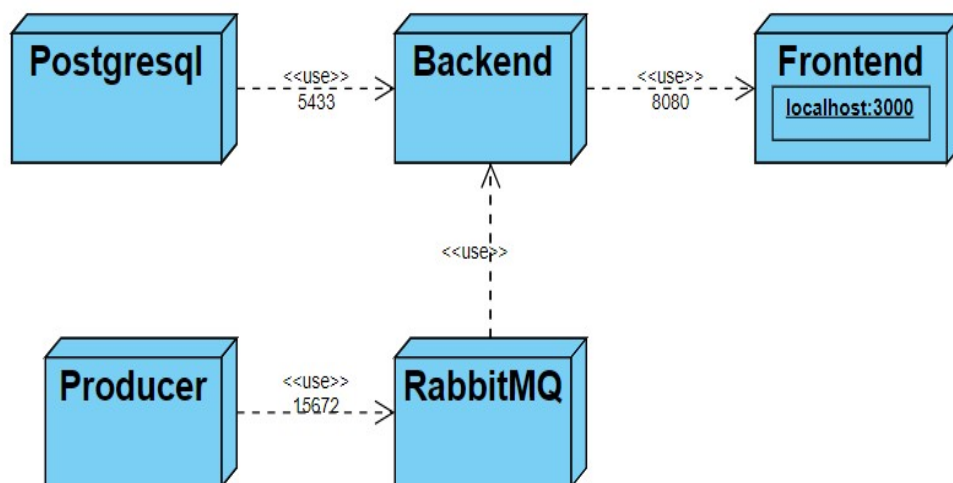 Postgresql
<<use>>
5433
Backend
<<use>>
8080
Frontend
localhost:3000
<<use>>
Producer
<<use>>
15672
RabbitMQ